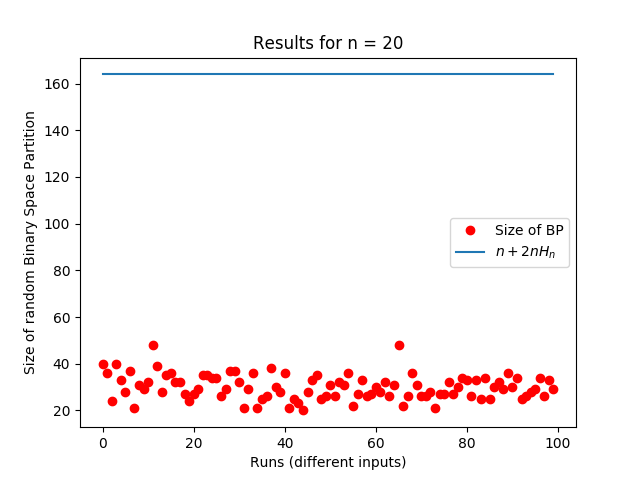 Results for n = 20
160
140
120
100
80
60
40
20
Size of random Binary Space Partition
Size of BP
n + 2nHₙ
0 20 40 60 80 100
Runs (different inputs)